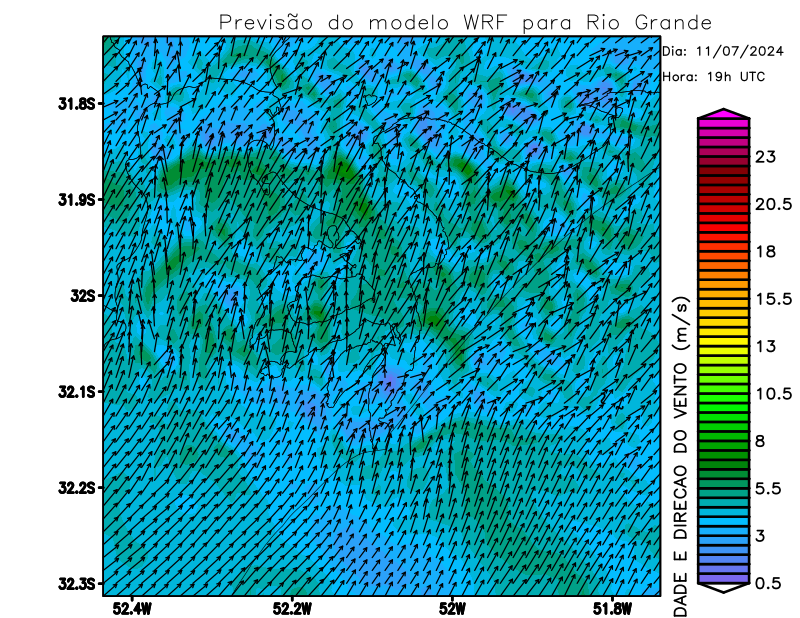 Previsão do modelo WRF para Rio Grande
Dia: 11/07/2024
Hora: 19h UTC
31.8S
31.9S
32S
32.1S
32.2S
32.3S
52.4W
52.2W
52W
51.8W
23
20.5
18
15.5
13
10.5
8
5.5
3
0.5
DADE E DIRECAO DO VENTO (m/s)